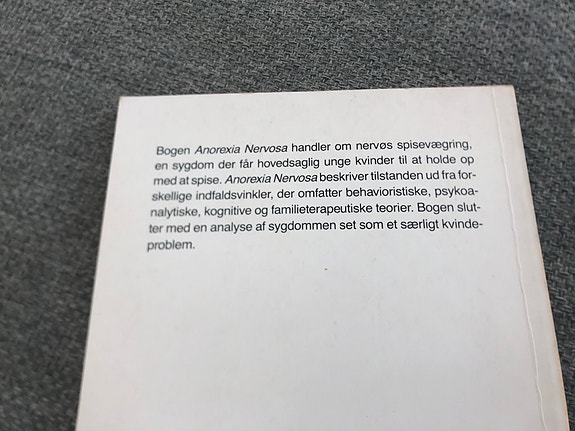 Bogen Anorexia Nervosa handler om nervøs spisevægring,
en sygdom der får hovedsaglig unge kvinder til at holde op
med at spise. Anorexia Nervosa beskriver tilstanden ud fra for-
skellige indfaldsvinkler, der omfatter behavioristiske, psykoa-
nalytiske, kognitive og familieterapeutiske teorier. Bogen slut-
ter med en analyse af sygdommen set som et særligt kvinde-
problem.